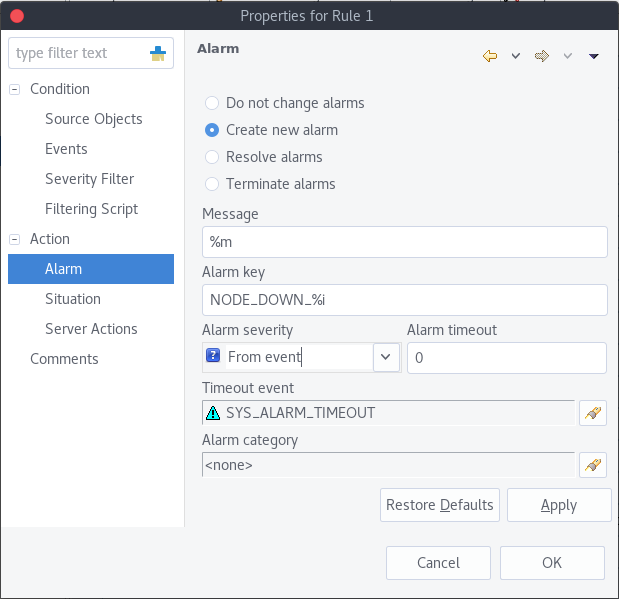 Properties for Rule 1
type filter text
Condition
Source Objects
Events
Severity Filter
Filtering Script
Action
Alarm
Situation
Server Actions
Comments
Alarm
Do not change alarms
Create new alarm
Resolve alarms
Terminate alarms
Message
%m
Alarm key
NODE_DOWN_%i
Alarm severity
From event
Alarm timeout
0
Timeout event
SYS_ALARM_TIMEOUT
Alarm category
<none>
Restore Defaults
Apply
Cancel
OK